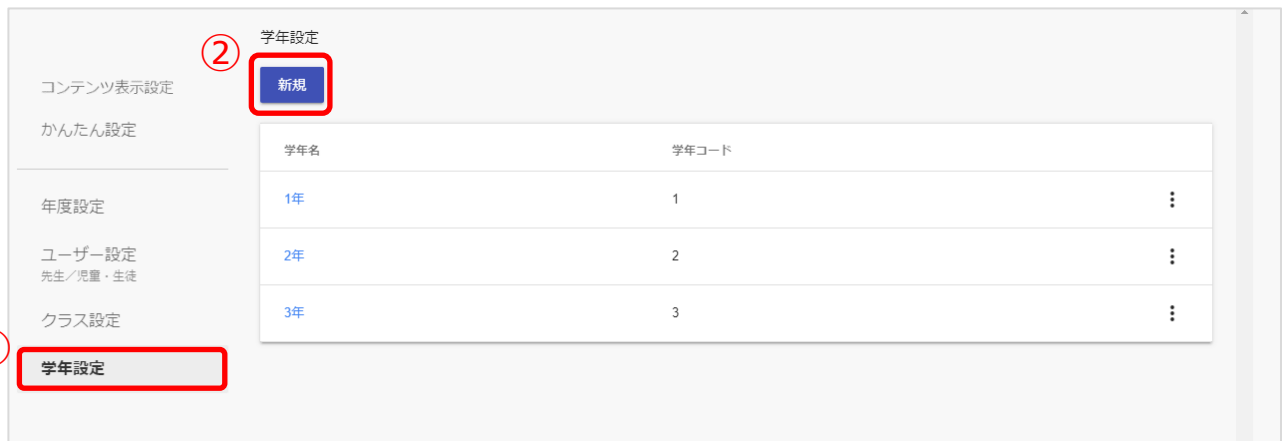 ②
学年設定
新規
コンテンツ表示設定
かんたん設定
年度設定
ユーザー設定
先生/児童・生徒
クラス設定
学年設定
学年名 学年コード
1年 1
2年 2
3年 3